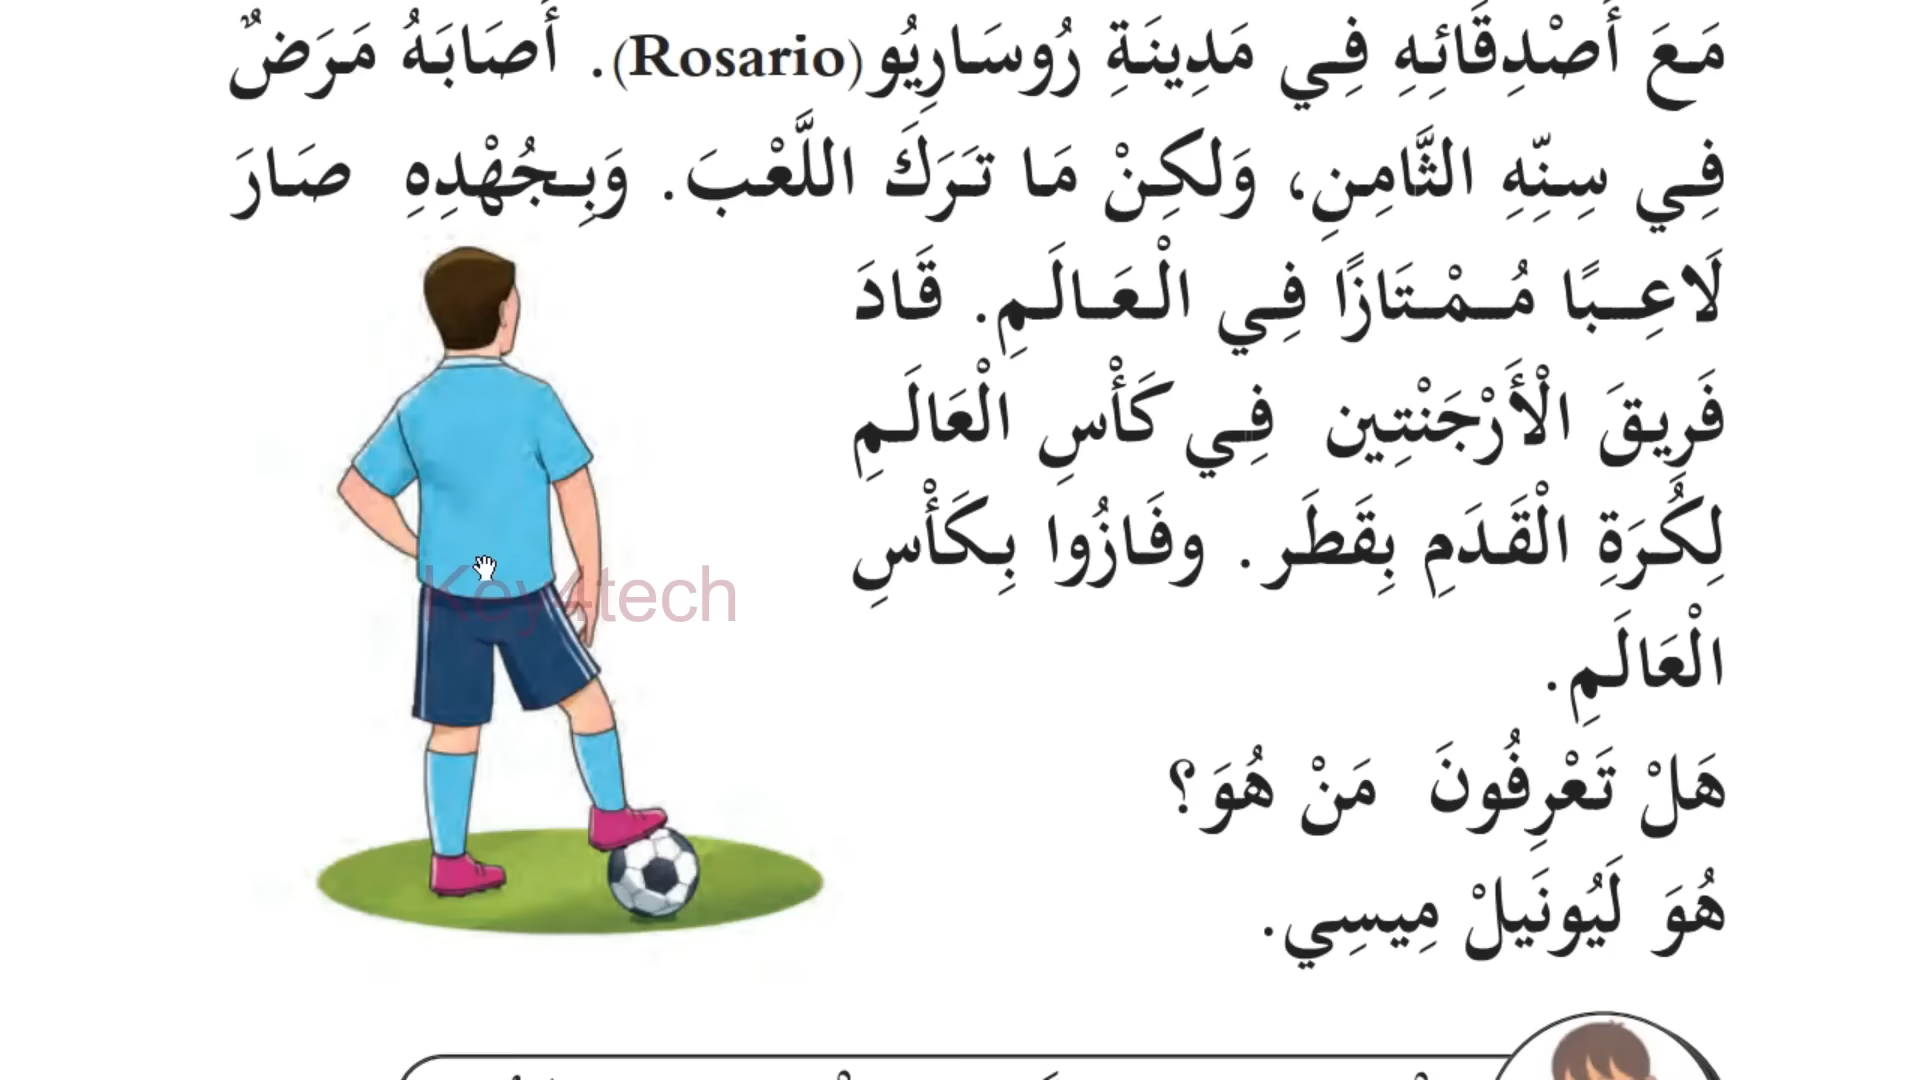 مَعَ أَصْدِقَائِهِ فِي مَدِينَةِ رُوسَارِيُو (Rosario). أَصَابَهُ مَرَضٌ
فِي سِنِّهِ الثَّامِنِ، وَلكِنْ مَا تَرَكَ اللَّعْبَ. وَبِجُهْدِهِ صَارَ
لَاعِبًا مُمْتَازًا فِي الْعَالَمِ. قَادَ
فَرِيقَ الْأَرْجَنْتِين فِي كَأْسِ الْعَالَمِ
لِكُرَةِ الْقَدَمِ بِقَطَر. وفَازُوا بِكَأْسِ
الْعَالَمِ.
هَلْ تَعْرِفُونَ مَنْ هُوَ؟
هُوَ لَيُونَيلْ مِيسِي.
Key4tech